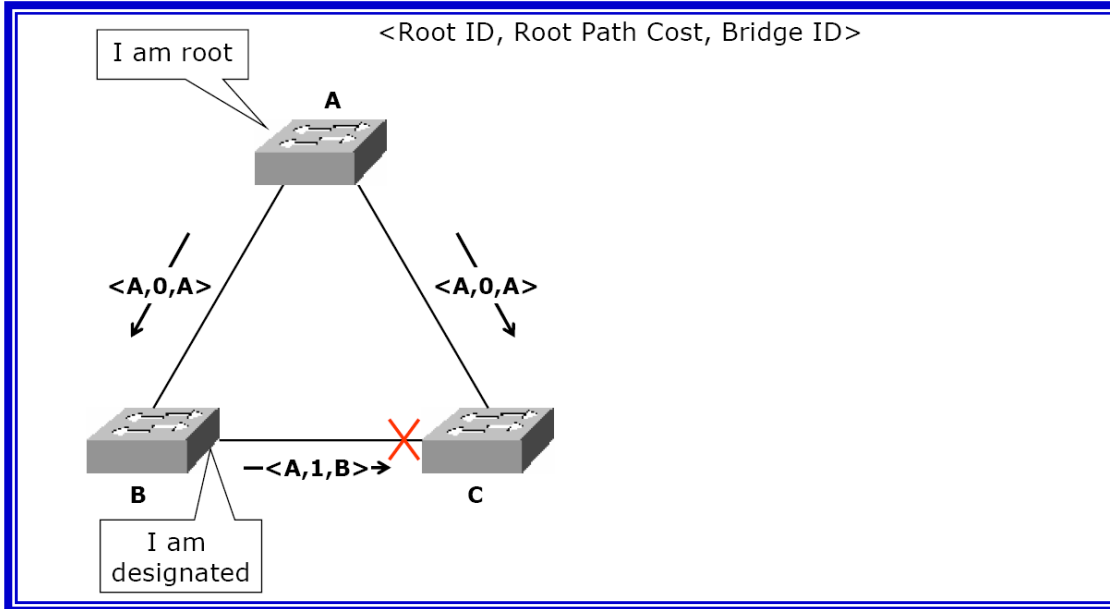 <Root ID, Root Path Cost, Bridge ID>
I am root
A
<A,0,A>
<A,0,A>
<A,1,B>
B
C
I am
designated